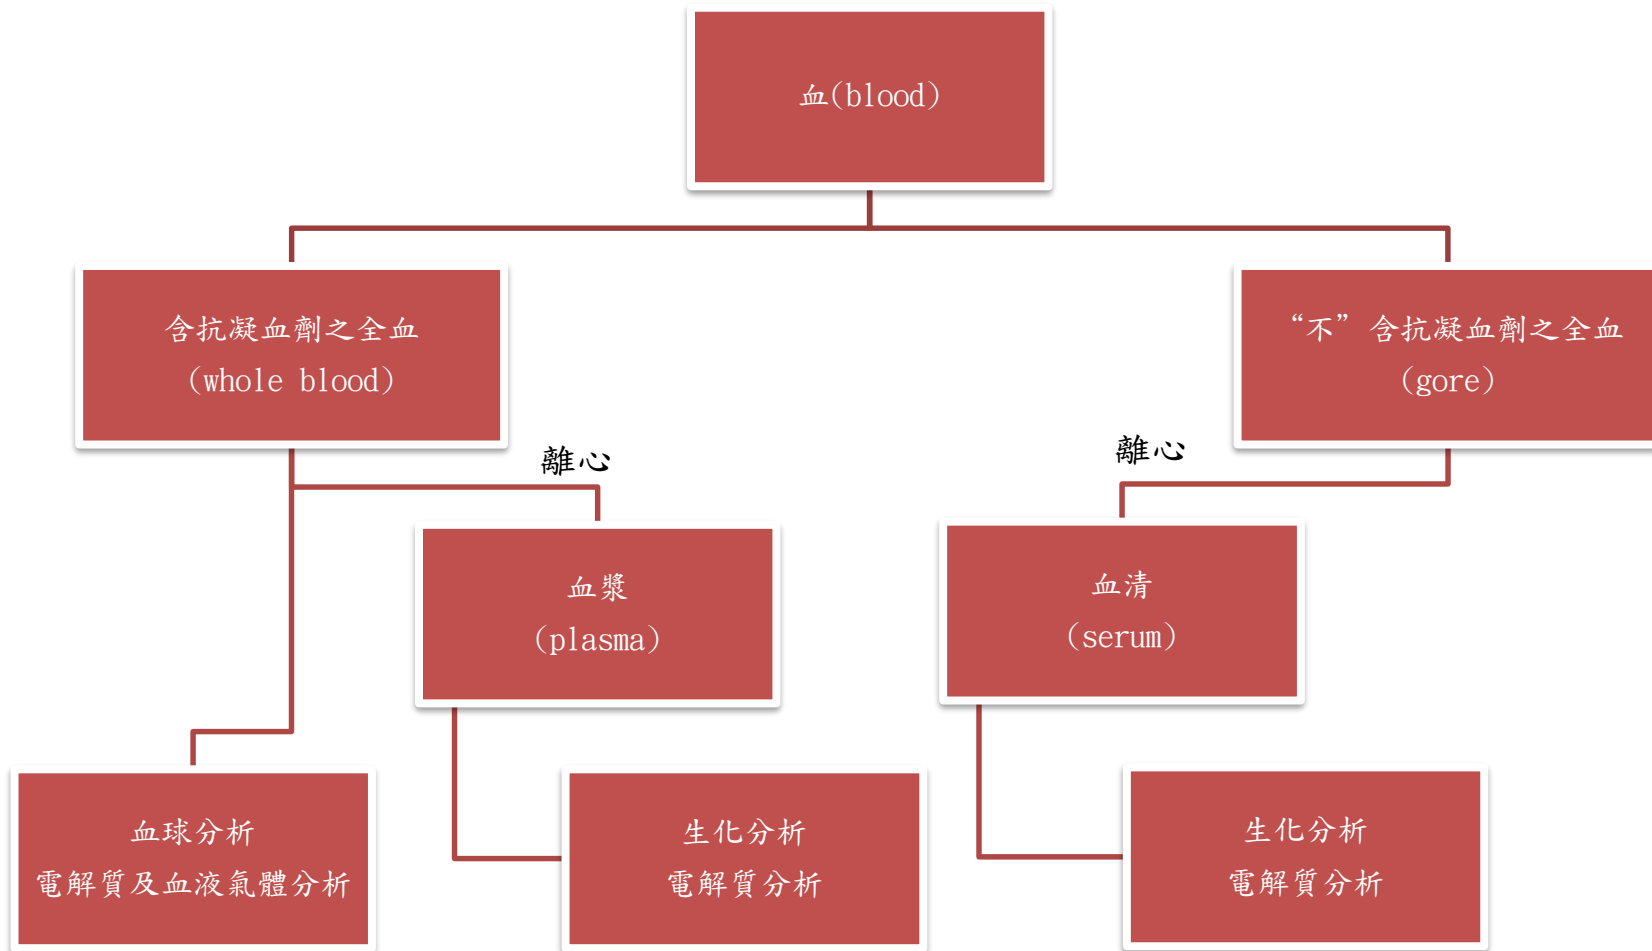 血(blood)
含抗凝血劑之全血
(whole blood)
“不”含抗凝血劑之全血
(gore)
離心
離心
血漿
(plasma)
血清
(serum)
血球分析
電解質及血液氣體分析
生化分析
電解質分析
生化分析
電解質分析